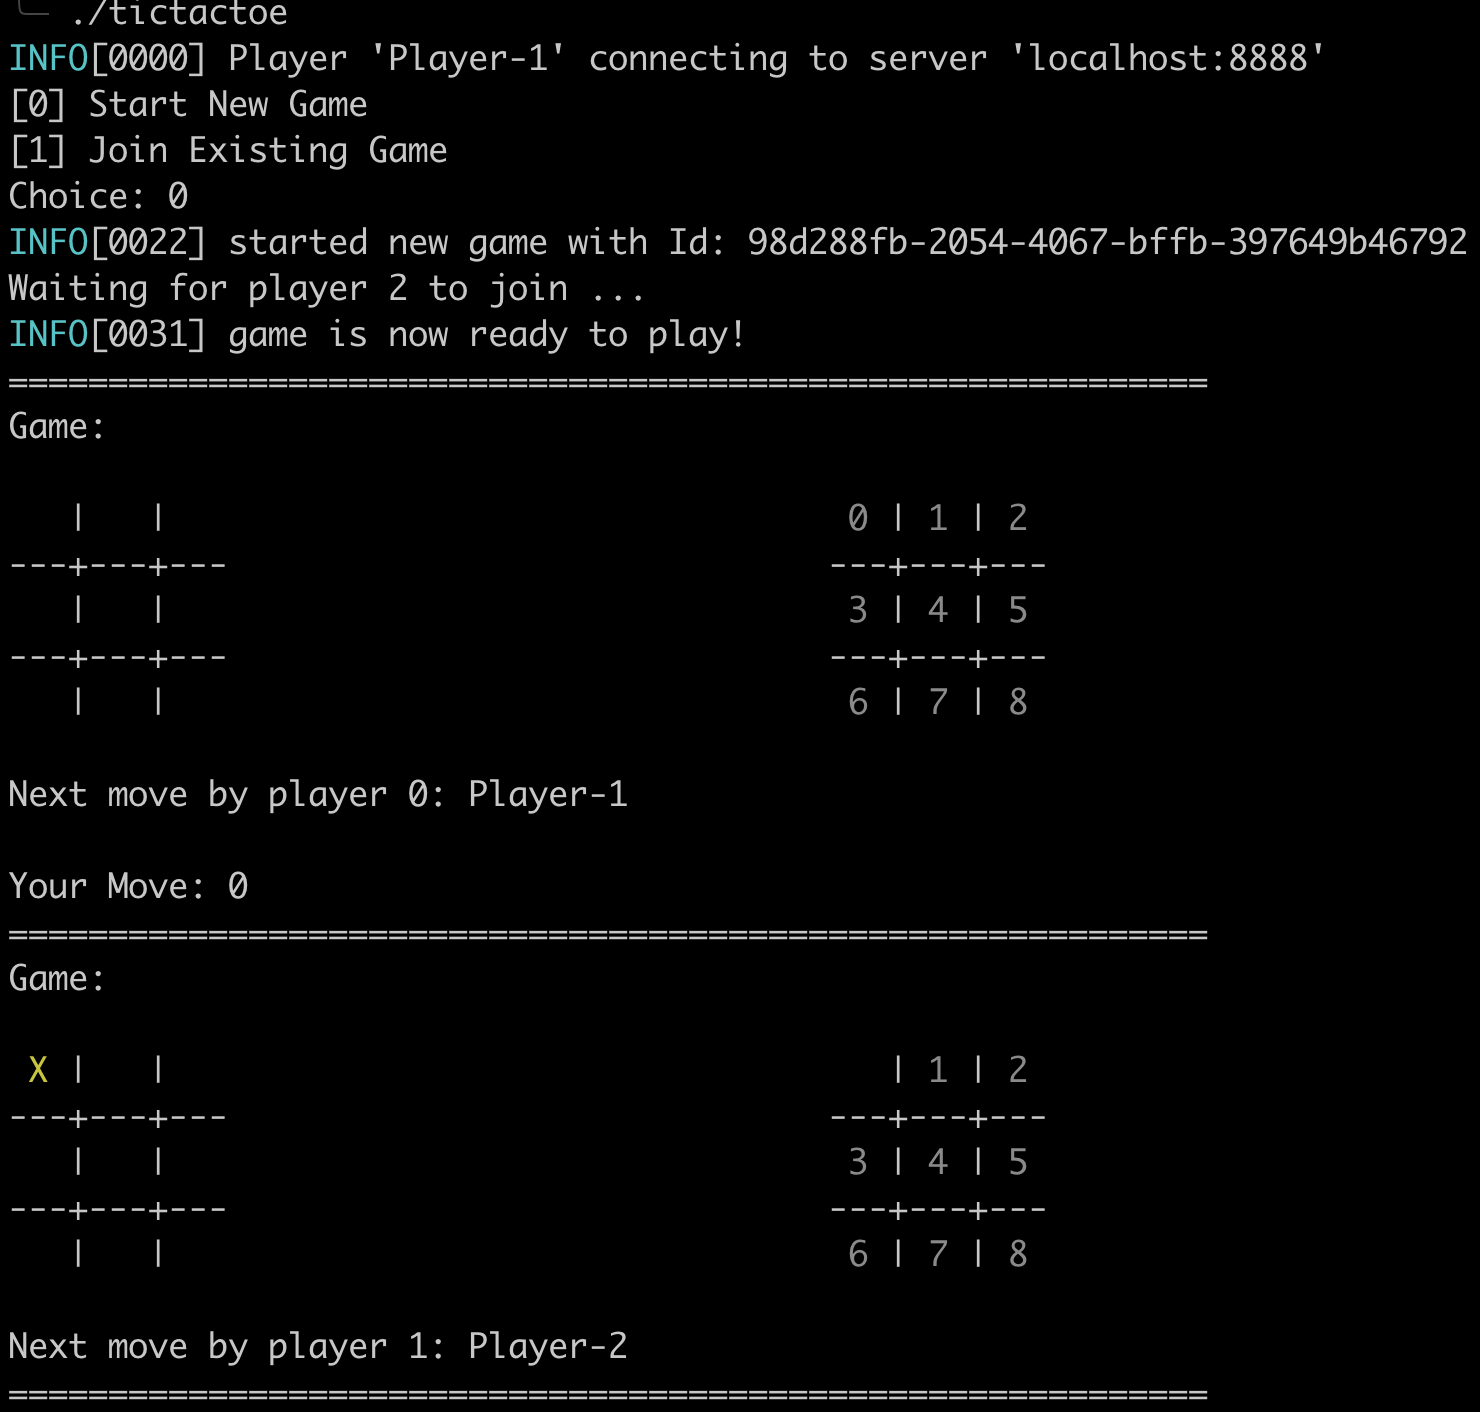 ./tictactoe
INFO[0000] Player 'Player-1' connecting to server 'localhost:8888'
[0] Start New Game
[1] Join Existing Game
Choice: 0
INFO[0022] started new game with Id: 98d288fb-2054-4067-bffb-397649b46792
Waiting for player 2 to join ...
INFO[0031] game is now ready to play!
============================================================
Game:
   |   |                                  0 | 1 | 2
---+---+---                              ---+---+---
   |   |                                  3 | 4 | 5
---+---+---                              ---+---+---
   |   |                                  6 | 7 | 8
Next move by player 0: Player-1
Your Move: 0
============================================================
Game:
 X |   |                                    | 1 | 2
---+---+---                              ---+---+---
   |   |                                  3 | 4 | 5
---+---+---                              ---+---+---
   |   |                                  6 | 7 | 8
Next move by player 1: Player-2
============================================================